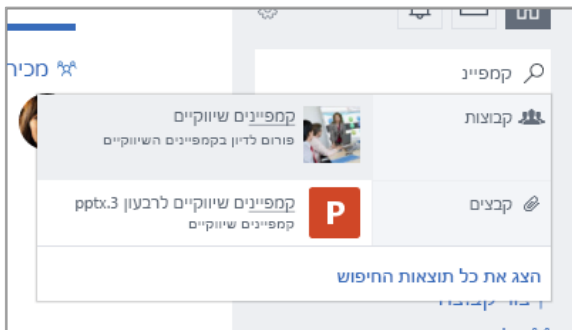 מכיר
קמפיינ
קבוצות
קמפיינים שיווקיים
פורום לדיון בקמפיינים השיווקיים
קבצים
קמפיינים שיווקיים לרבעון 3.pptx
קמפיינים שיווקיים
הצג את כל תוצאות החיפוש